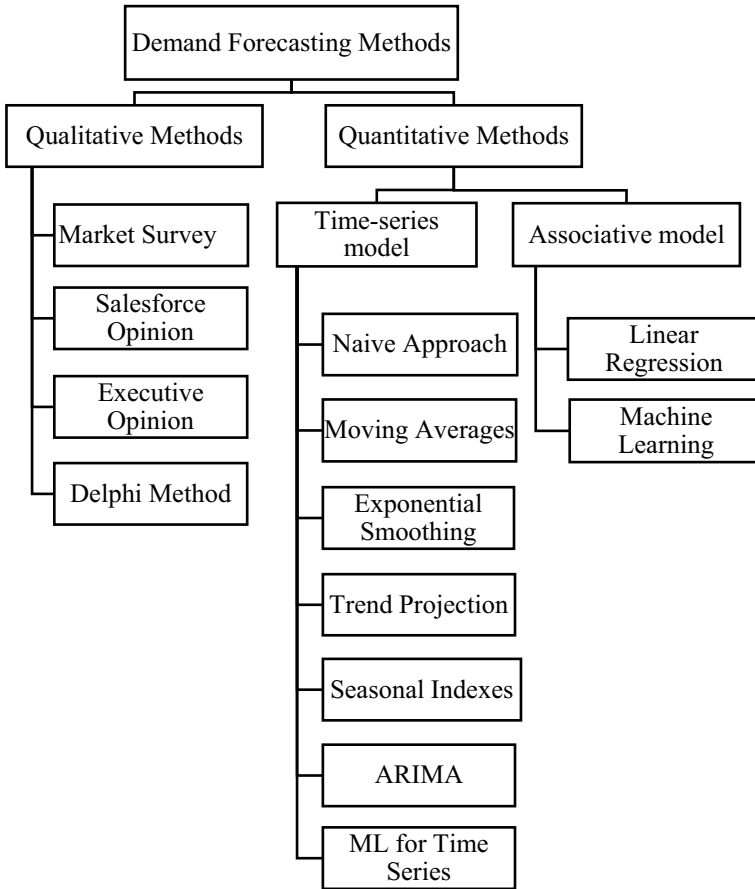 Demand Forecasting Methods
Qualitative Methods
Quantitative Methods
Market Survey
Salesforce
Opinion
Executive
Opinion
Delphi Method
Time-series
model
Naive Approach
Moving Averages
Exponential
Smoothing
Trend Projection
Seasonal Indexes
ARIMA
ML for Time
Series
Associative model
Linear
Regression
Machine
Learning